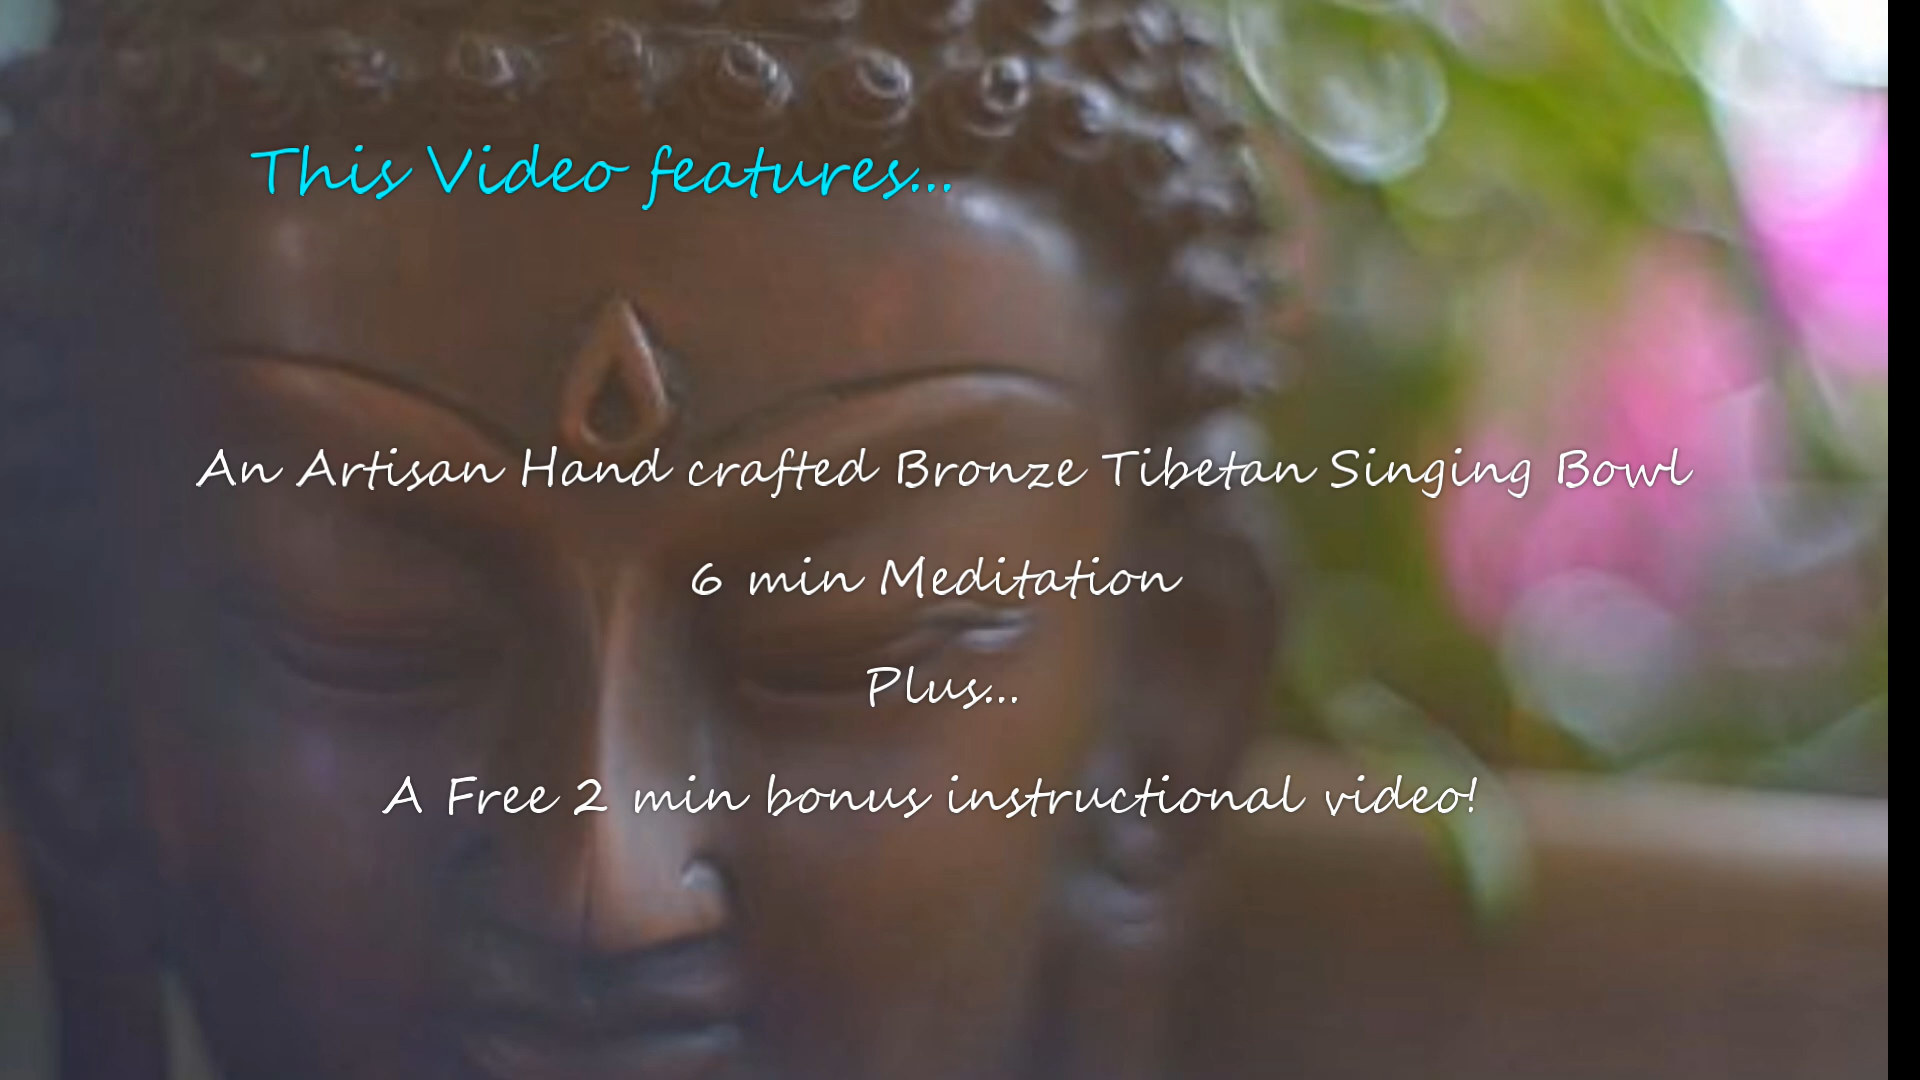 This Video features...
An Artisan Hand crafted Bronze Tibetan Singing Bowl
6 min Meditation
Plus...
A Free 2 min bonus instructional video!